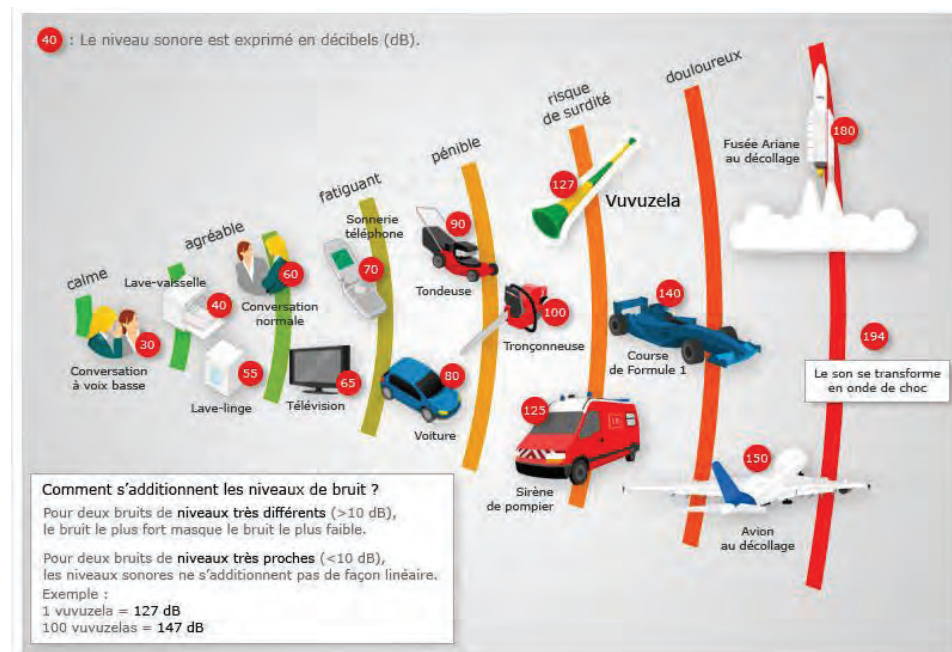 40 : Le niveau sonore est exprimé en décibels (dB).
calme
agréable
fatiguant
pénible
risque
de surdité
douloureux
30
Conversation
à voix basse
Lave-vaisselle
40
55
Lave-linge
60
Conversation
normale
65
Télévision
Sonnerie
téléphone
70
80
Voiture
90
Tondeuse
100
Tronçonneuse
127
Vuvuzela
125
Sirène
de pompier
140
Course
de Formule 1
150
Avion
au décollage
Fusée Ariane
au décollage
180
194
Le son se transforme
en onde de choc
Comment s'additionnent les niveaux de bruit ?
Pour deux bruits de niveaux très différents (>10 dB),
le bruit le plus fort masque le bruit le plus faible.
Pour deux bruits de niveaux très proches (<10 dB),
les niveaux sonores ne s'additionnent pas de façon linéaire.
Exemple :
1 vuvuzela = 127 dB
100 vuvuzelas = 147 dB